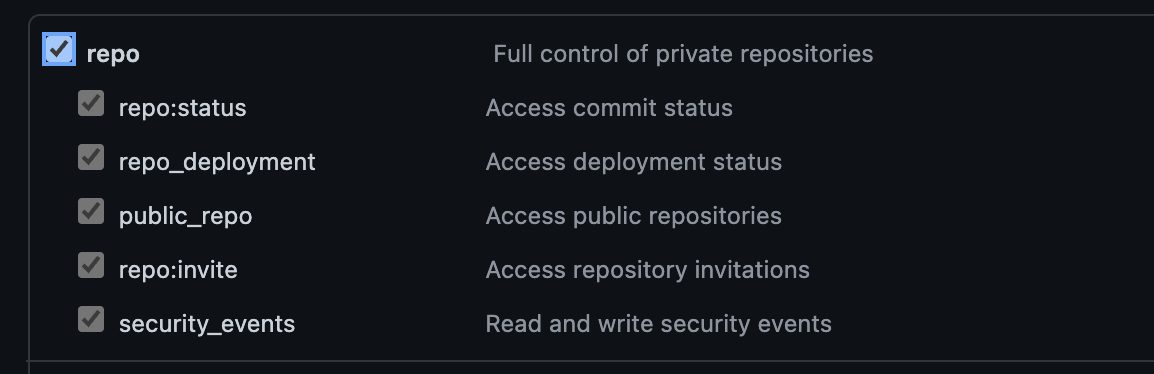 repo Full control of private repositories
repo:status Access commit status
repo_deployment Access deployment status
public_repo Access public repositories
repo:invite Access repository invitations
security_events Read and write security events